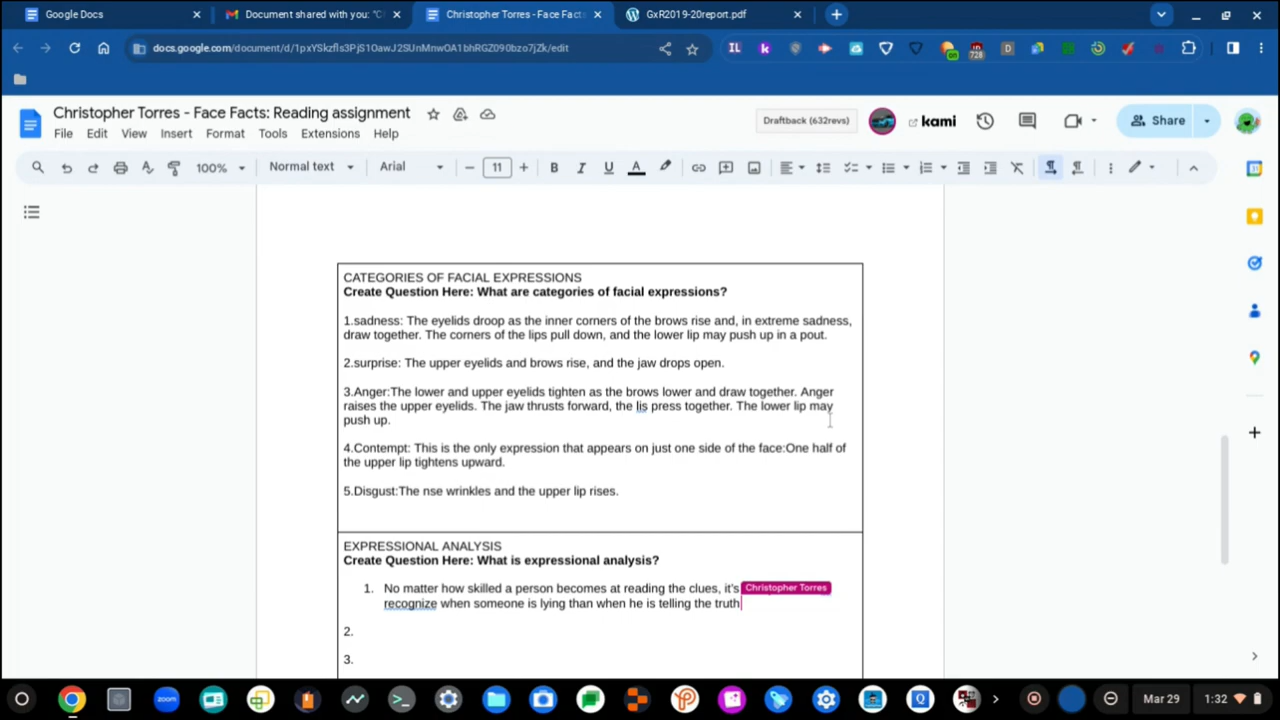 Google Docs
Document shared with you: "C
Christopher Torres - Face Facts
GxR2019-20report.pdf
docs.google.com/document/d/1pxYSkzfls3PjS1OawJ2SUnMnwOA1bhRGZ090bzo7jZk/edit
Christopher Torres - Face Facts: Reading assignment
File Edit View Insert Format Tools Extensions Help
Draftback (632revs)
kami
Share
100%
Normal text
Arial
11
CATEGORIES OF FACIAL EXPRESSIONS
Create Question Here: What are categories of facial expressions?
1.sadness: The eyelids droop as the inner corners of the brows rise and, in extreme sadness,
draw together. The corners of the lips pull down, and the lower lip may push up in a pout.
2.surprise: The upper eyelids and brows rise, and the jaw drops open.
3.Anger:The lower and upper eyelids tighten as the brows lower and draw together. Anger
raises the upper eyelids. The jaw thrusts forward, the lis press together. The lower lip may
push up.
4.Contempt: This is the only expression that appears on just one side of the face:One half of
the upper lip tightens upward.
5.Disgust:The nse wrinkles and the upper lip rises.
EXPRESSIONAL ANALYSIS
Create Question Here: What is expressional analysis?
1. No matter how skilled a person becomes at reading the clues, it's
Christopher Torres
recognize when someone is lying than when he is telling the truth
2.
3.
zoom
Mar 29
1:32